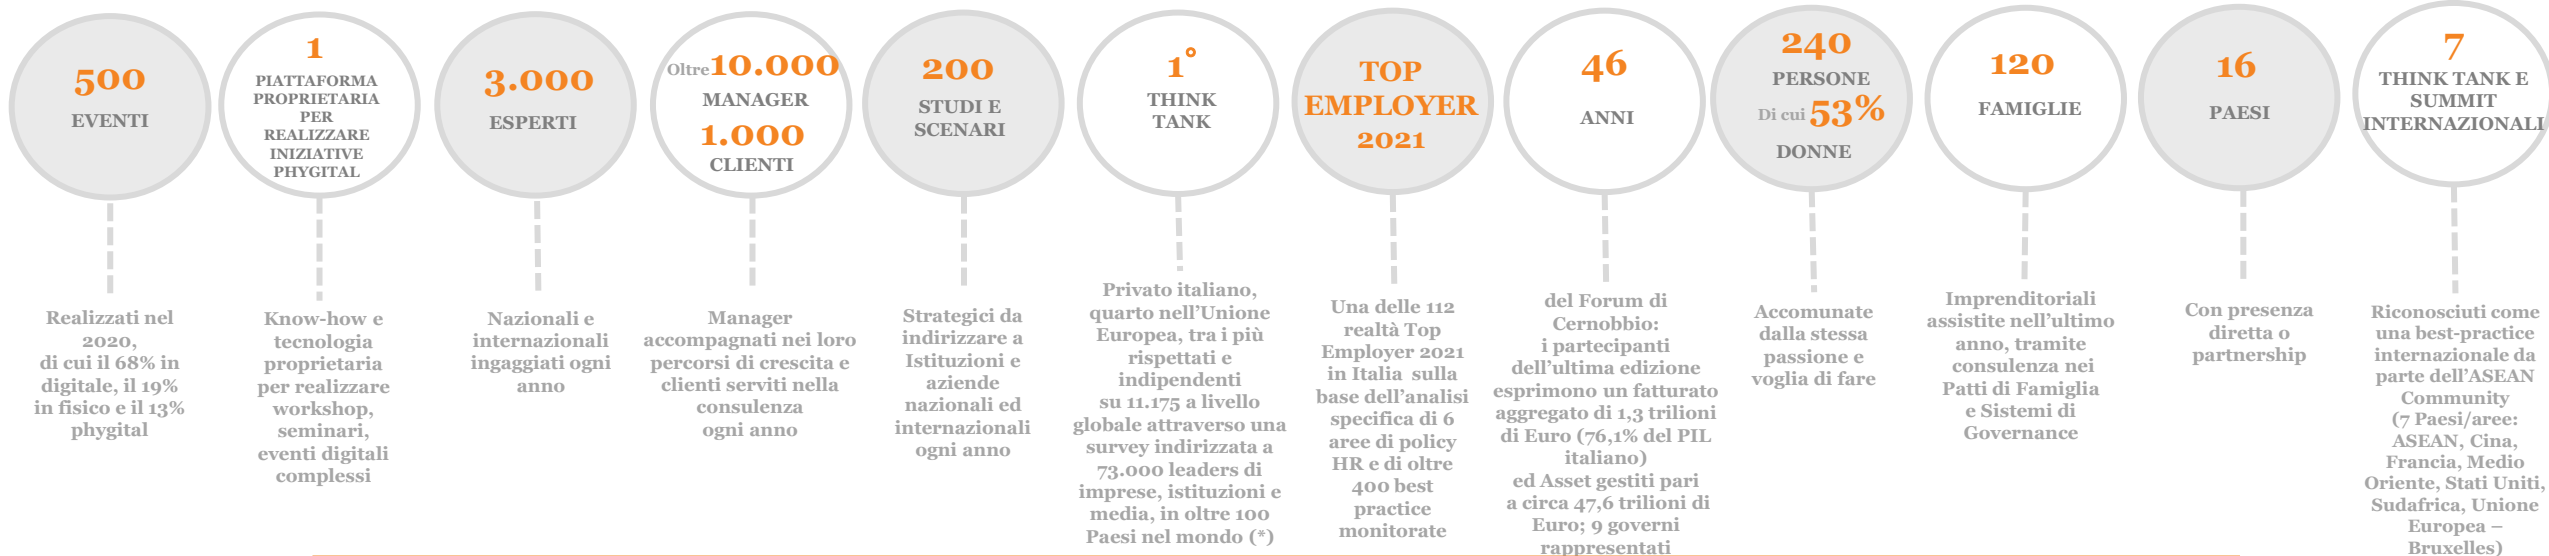 500
EVENTI
Realizzati nel
2020,
di cui il 68% in
digitale, il 19%
in fisico e il 13%
phygital
1
PIATTAFORMA
PROPRIETARIA
PER
REALIZZARE
INIZIATIVE
PHYGITAL
Know-how e
tecnologia
proprietaria
per realizzare
workshop,
seminari,
eventi digitali
complessi
3.000
ESPERTI
Nazionali e
internazionali
ingaggiati ogni
anno
Oltre 10.000
MANAGER
1.000
CLIENTI
Manager
accompagnati nei loro
percorsi di crescita e
clienti serviti nella
consulenza
ogni anno
200
STUDI E
SCENARI
Strategici da
indirizzare a
Istituzioni e
aziende
nazionali ed
internazionali
ogni anno
1°
THINK
TANK
Privato italiano,
quarto nell'Unione
Europea, tra i più
rispettati e
indipendenti
su 11.175 a livello
globale attraverso una
survey indirizzata a
73.000 leaders di
imprese, istituzioni e
media, in oltre 100
Paesi nel mondo (*)
TOP
EMPLOYER
2021
Una delle 112
realtà Top
Employer 2021
in Italia sulla
base dell'analisi
specifica di 6
aree di policy
HR e di oltre
400 best
practice
monitorate
46
ANNI
del Forum di
Cernobbio:
i partecipanti
dell'ultima edizione
esprimono un fatturato
aggregato di 1,3 trilioni
di Euro (76,1% del PIL
italiano)
ed Asset gestiti pari
a circa 47,6 trilioni di
Euro; 9 governi
rappresentati
240
PERSONE
Di cui 53%
DONNE
Accomunate
dalla stessa
passione e
voglia di fare
120
FAMIGLIE
Imprenditoriali
assistite nell'ultimo
anno, tramite
consulenza nei
Patti di Famiglia
e Sistemi di
Governance
16
PAESI
Con presenza
diretta o
partnership
7
THINK TANK E
SUMMIT
INTERNAZIONALI
Riconosciuti come
una best-practice
internazionale da
parte dell'ASEAN
Community
(7 Paesi/aree:
ASEAN, Cina,
Francia, Medio
Oriente, Stati Uniti,
Sudafrica, Unione
Europea –
Bruxelles)